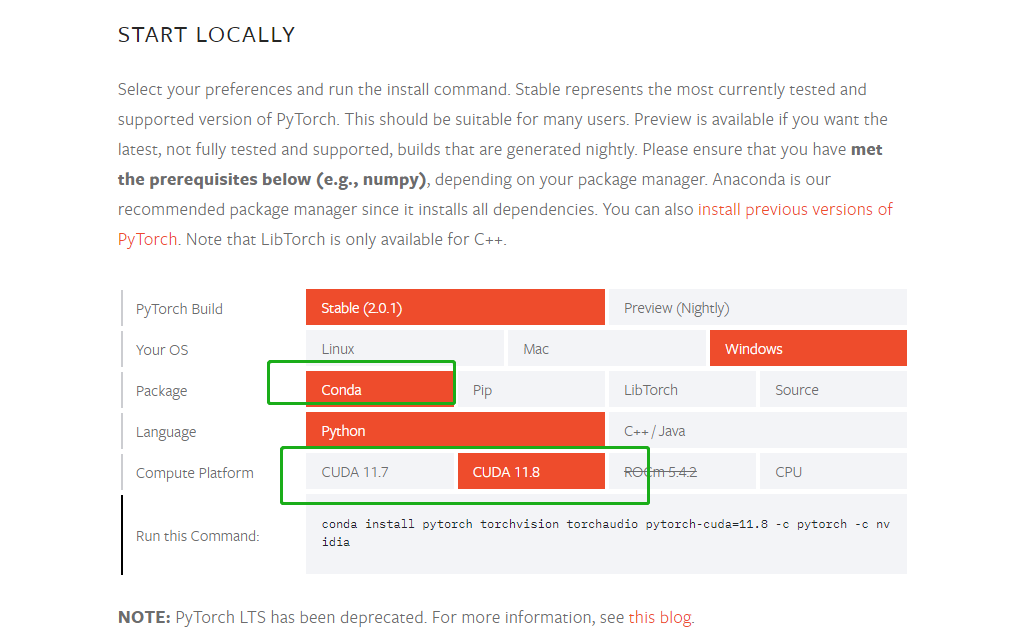 START LOCALLY
Select your preferences and run the install command. Stable represents the most currently tested and
supported version of PyTorch. This should be suitable for many users. Preview is available if you want the
latest, not fully tested and supported, builds that are generated nightly. Please ensure that you have met
the prerequisites below (e.g., numpy), depending on your package manager. Anaconda is our
recommended package manager since it installs all dependencies. You can also install previous versions of
PyTorch. Note that LibTorch is only available for C++.
PyTorch Build Stable (2.0.1) Preview (Nightly)
Your OS Linux Mac Windows
Package Conda Pip LibTorch Source
Language Python C++ / Java
Compute Platform CUDA 11.7 CUDA 11.8 ROCm 5.4.2 CPU
Run this Command: conda install pytorch torchvision torchaudio pytorch-cuda=11.8 -c pytorch -c nv
idia
NOTE: PyTorch LTS has been deprecated. For more information, see this blog.